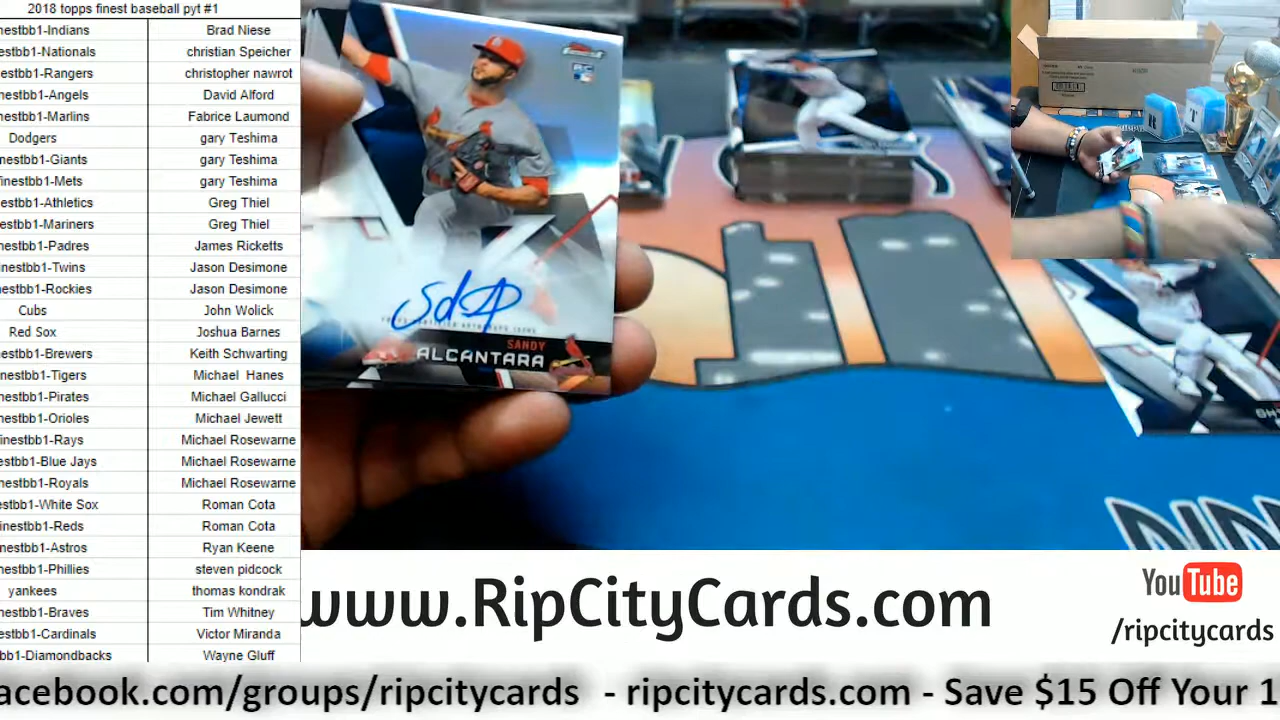 2018 topps finest baseball pyt #1
nestbb1-Indians Brad Niese
nestbb1-Nationals christian Speicher
nestbb1-Rangers christopher nawrot
nestbb1-Angels David Alford
nestbb1-Marlins Fabrice Laumond
Dodgers gary Teshima
nestbb1-Giants gary Teshima
finestbb1-Mets gary Teshima
nestbb1-Athletics Greg Thiel
nestbb1-Mariners Greg Thiel
nestbb1-Padres James Ricketts
inestbb1-Twins Jason Desimone
nestbb1-Rockies Jason Desimone
Cubs John Wolick
Red Sox Joshua Barnes
nestbb1-Brewers Keith Schwarting
nestbb1-Tigers Michael Hanes
nestbb1-Pirates Michael Gallucci
nestbb1-Orioles Michael Jewett
finestbb1-Rays Michael Rosewarne
estbb1-Blue Jays Michael Rosewarne
nestbb1-Royals Michael Rosewarne
estbb1-White Sox Roman Cota
inestbb1-Reds Roman Cota
nestbb1-Astros Ryan Keene
nestbb1-Phillies steven pidcock
yankees thomas kondrak
nestbb1-Braves Tim Whitney
nestbb1-Cardinals Victor Miranda
bb1-Diamondbacks Wayne Gluff
Finest
RC
SANDY
ALCANTARA
www.RipCityCards.com
YouTube
/ripcitycards
acebook.com/groups/ripcitycards - ripcitycards.com - Save $15 Off Your 1